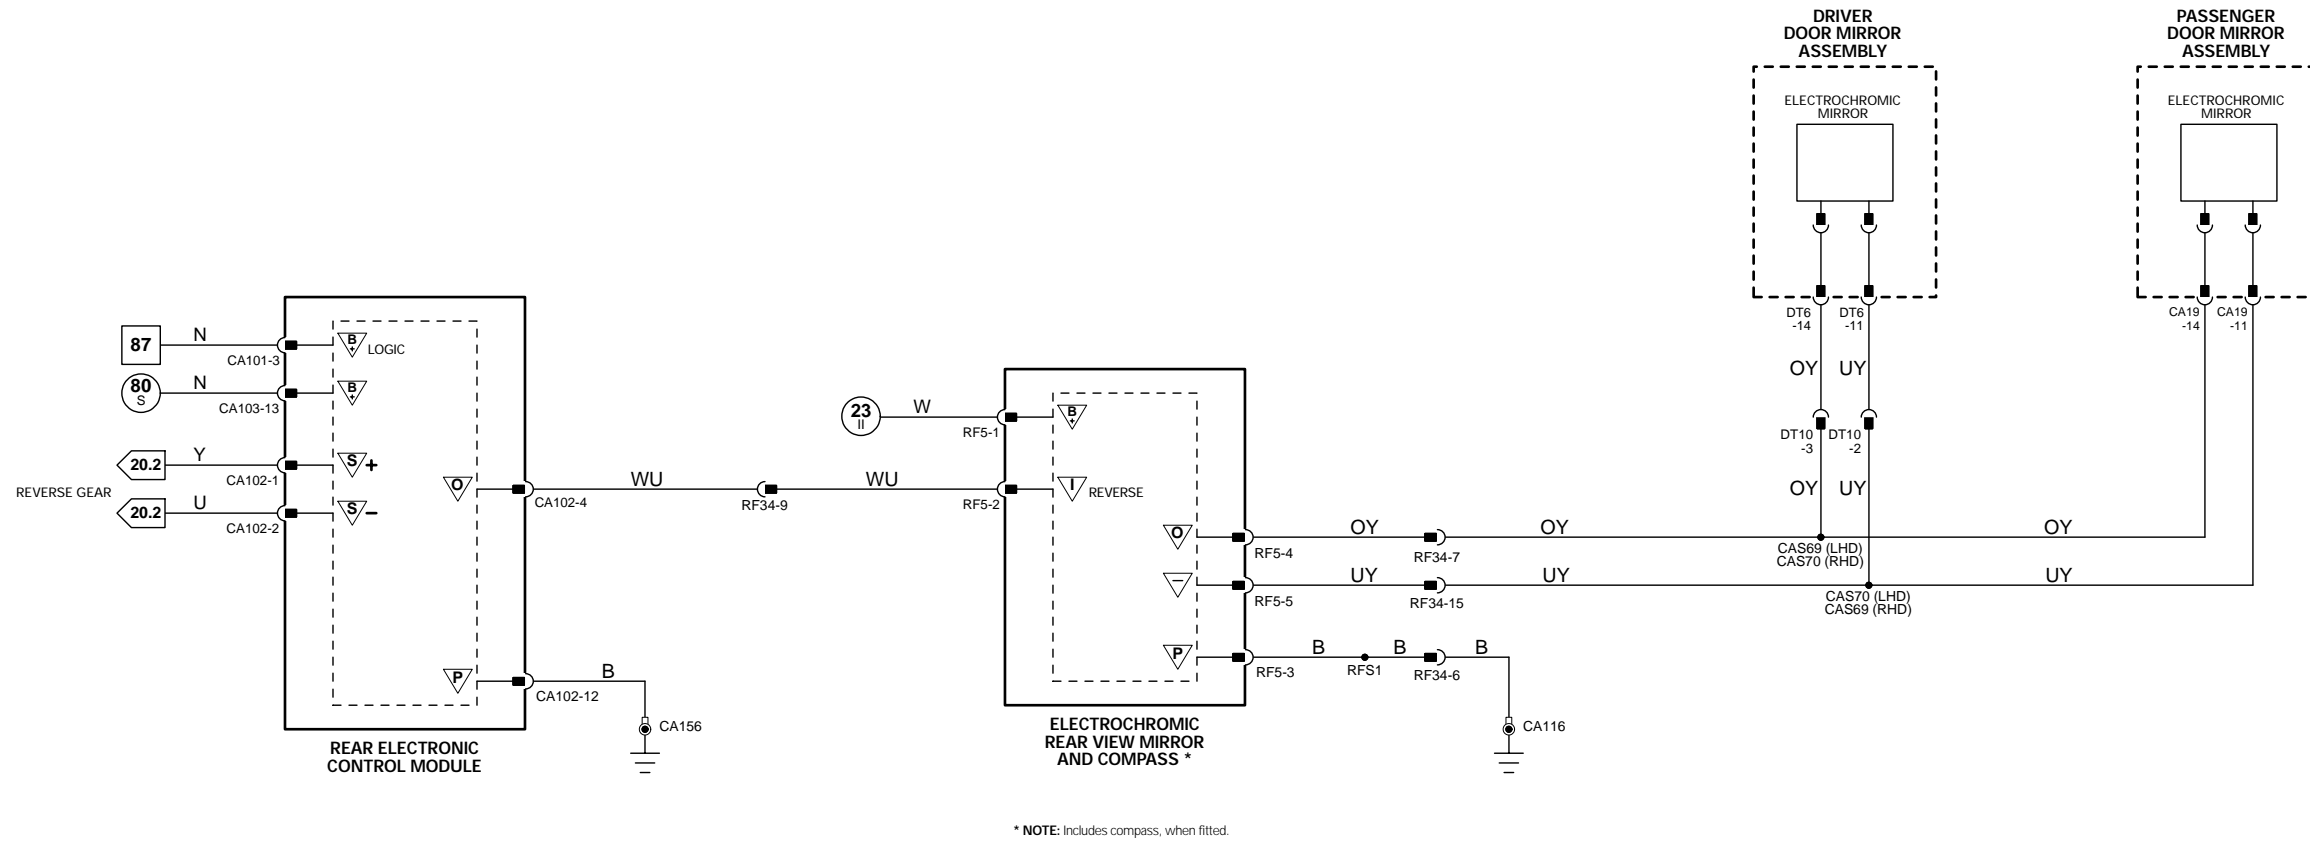 DRIVER
DOOR MIRROR
ASSEMBLY
PASSENGER
DOOR MIRROR
ASSEMBLY
ELECTROCHROMIC
MIRROR
ELECTROCHROMIC
MIRROR
DT6
-14
DT6
-11
CA19
-14
CA19
-11
OY UY
DT10
-3
DT10
-2
OY UY
87
N
CA101-3
B
+
LOGIC
80
S
N
CA103-13
B
+
REVERSE GEAR
20.2
Y
CA102-1
S +
20.2
U
CA102-2
S −
O
CA102-4
WU
RF34-9
WU
P
CA102-12
B
CA156
REAR ELECTRONIC
CONTROL MODULE
23
II
W
RF5-1
B
+
RF5-2
I
REVERSE
O
RF5-4
OY
RF34-7
OY
CAS69 (LHD)
CAS70 (RHD)
OY
−
RF5-5
UY
RF34-15
UY
CAS70 (LHD)
CAS69 (RHD)
UY
P
RF5-3
B
RFS1
B
RF34-6
B
CA116
ELECTROCHROMIC
REAR VIEW MIRROR
AND COMPASS *
* NOTE: Includes compass, when fitted.